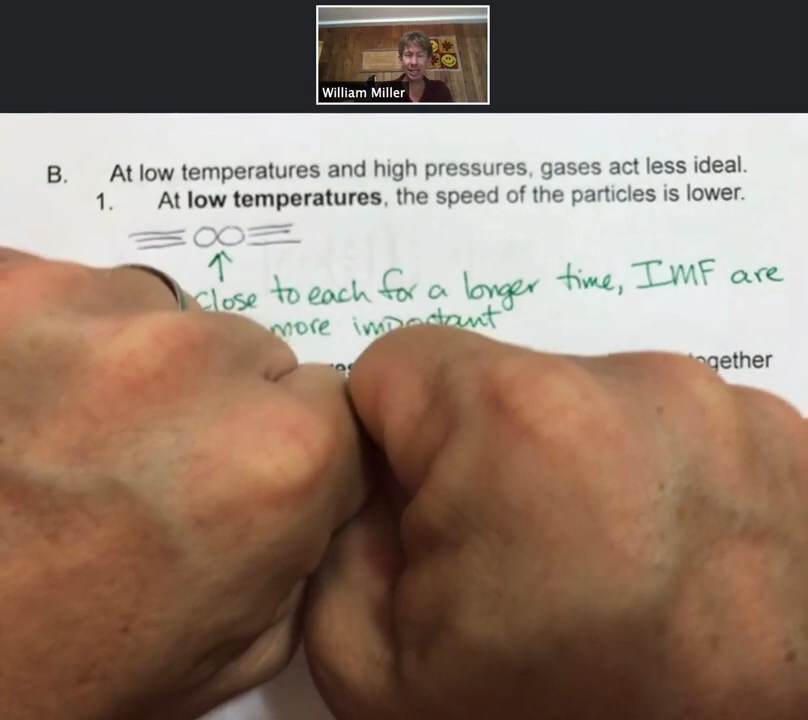 William Miller
B. At low temperatures and high pressures, gases act less ideal.
1. At low temperatures, the speed of the particles is lower.
Close to each for a longer time, IMF are
more important